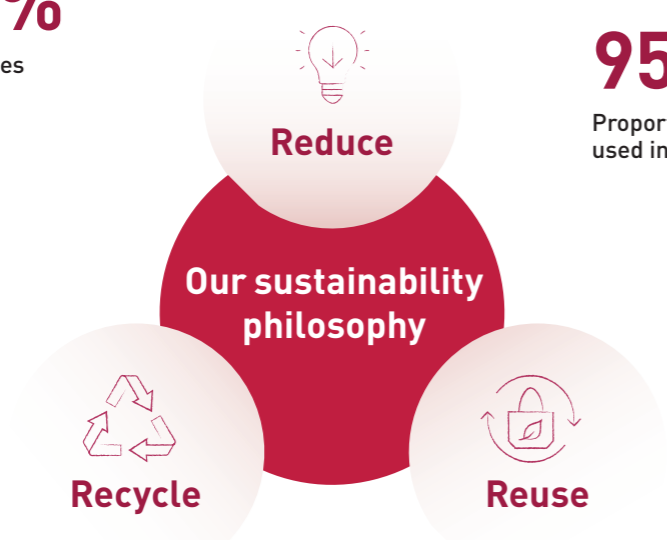 %
es
95
Propor
used in
Reduce
Our sustainability
philosophy
Recycle
Reuse